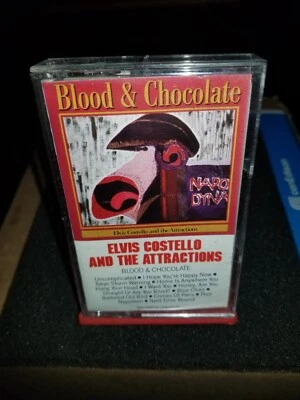 Blood & Chocolate
NAPO
DYNA
Elvis Costello and the Attractions
ELVIS COSTELLO
AND THE ATTRACTIONS
BLOOD & CHOCOLATE
Uncomplicated • I Hope You're Happy Now •
Tokyo Storm Warning • Home Is Anywhere You
Hang Your Head • I Want You • Honey, Are You
Straight Or Are You Blind? • Blue Chair •
Battered Old Bird • Crimes Of Paris • Poor
Napoleon • Next Time Round